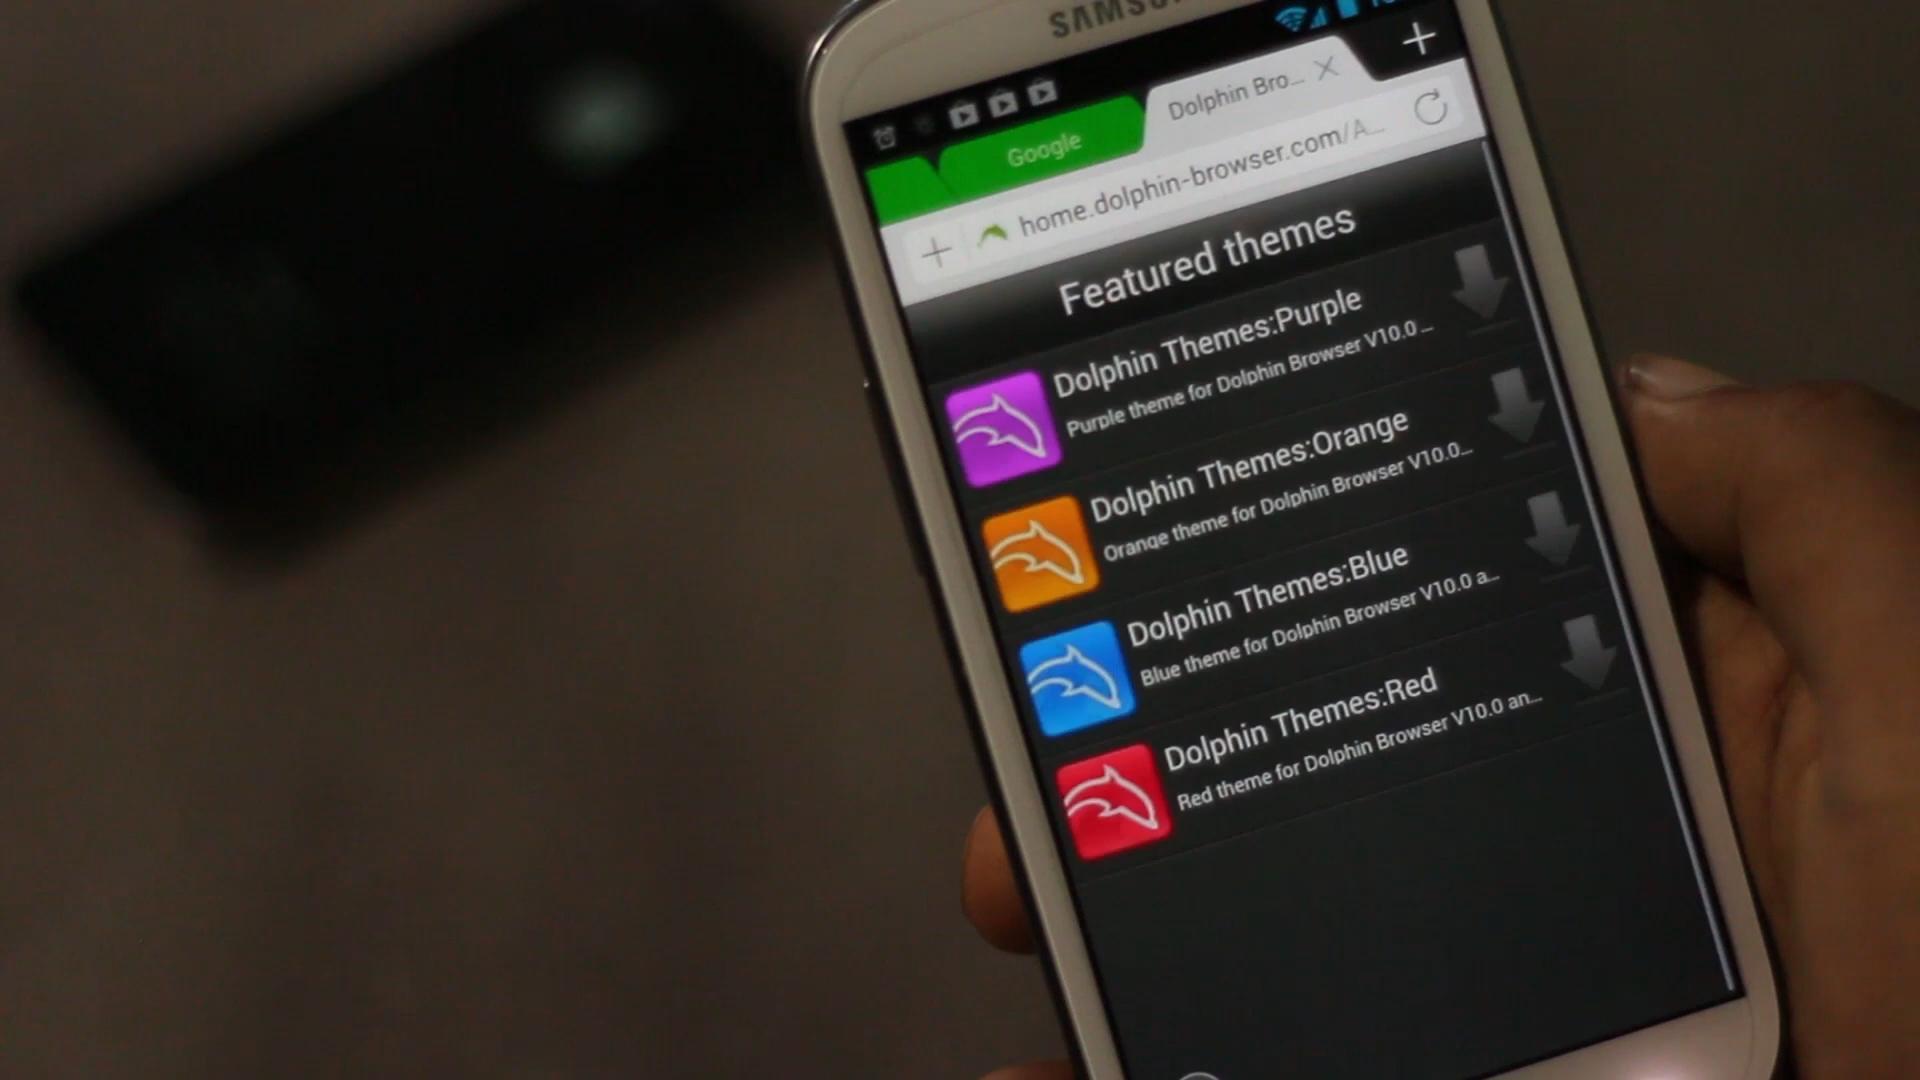 SAMSU
Google
Dolphin Bro...
home.dolphin-browser.com/A...
Featured themes
Dolphin Themes:Purple
Purple theme for Dolphin Browser V10.0 ...
Dolphin Themes:Orange
Orange theme for Dolphin Browser V10.0...
Dolphin Themes:Blue
Blue theme for Dolphin Browser V10.0 a...
Dolphin Themes:Red
Red theme for Dolphin Browser V10.0 an...